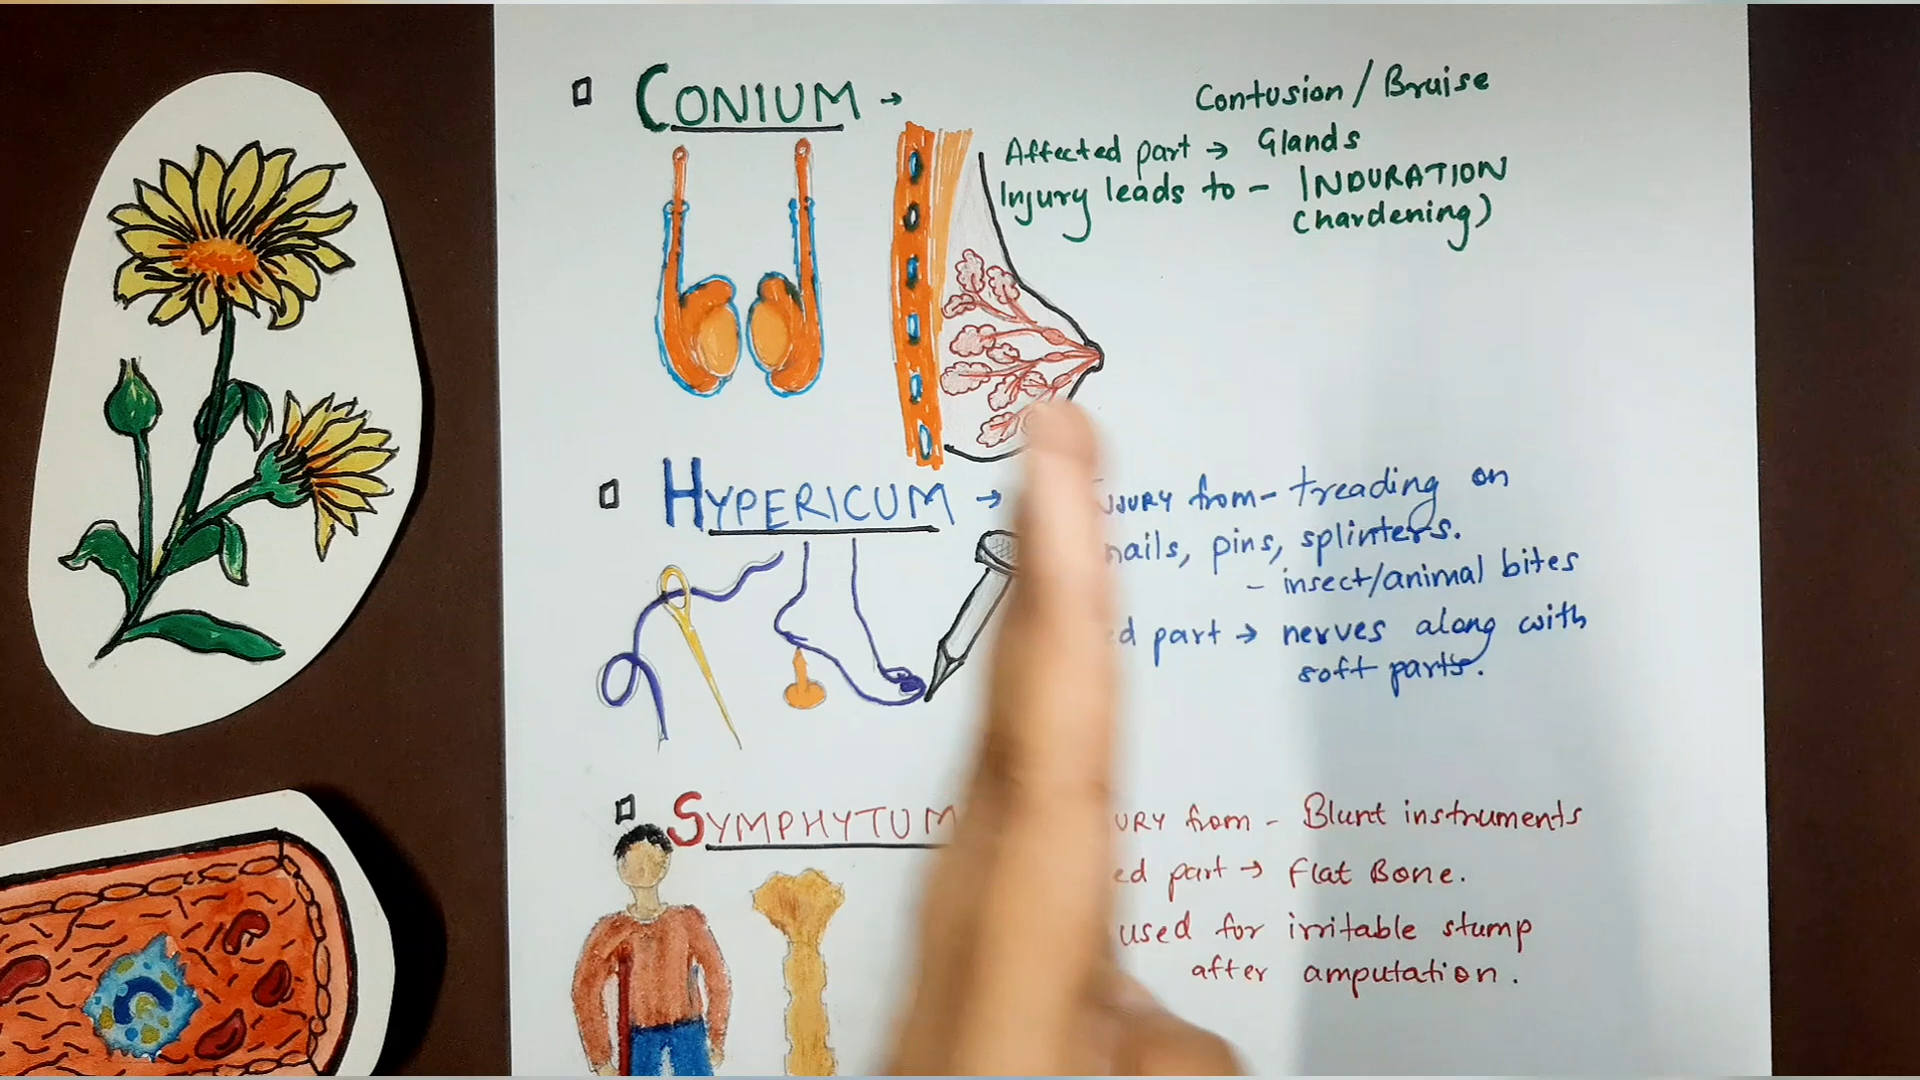 CONIUM → Contusion / Bruise
Affected part → Glands
Injury leads to - INDURATION
(hardening)
HYPERICUM → from - treading on
nails, pins, splinters.
- insect/animal bites
part → nerves along with
soft parts.
SYMPHYTUM from - Blunt instruments
part → Flat Bone.
used for irritable stump
after amputation.